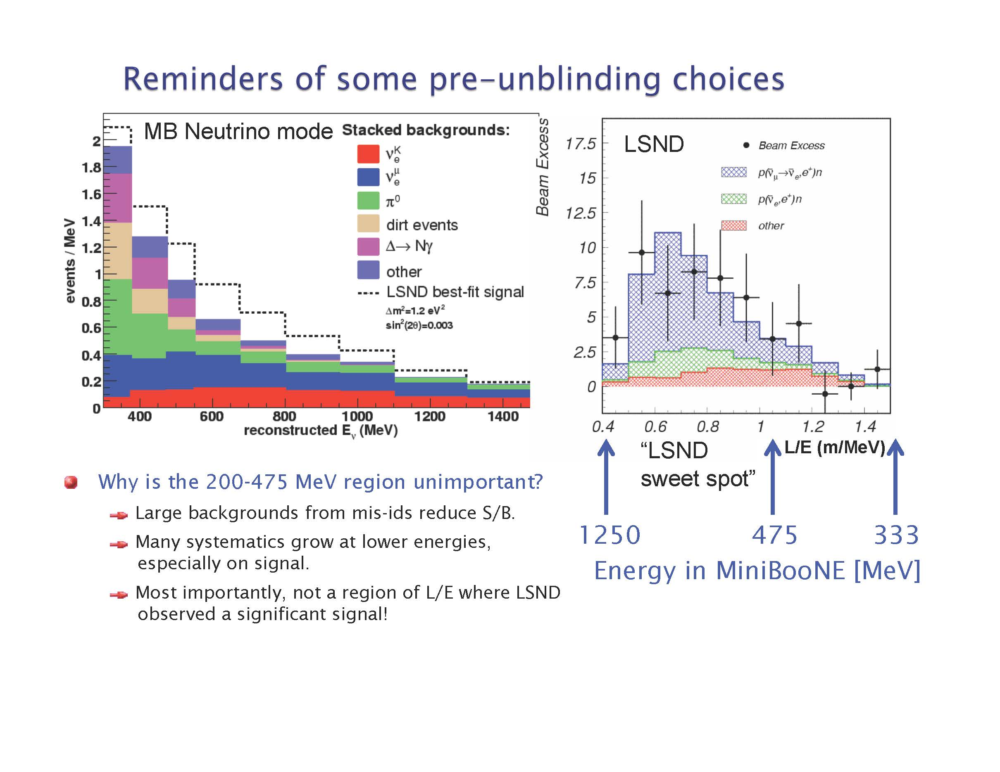 Reminders of some pre-unblinding choices
MB Neutrino mode
Stacked backgrounds:
ν_e^K
ν_e^μ
π⁰
dirt events
Δ→ Nγ
other
LSND best-fit signal
Δm²=1.2 eV²
sin²(2θ)=0.003
events / MeV
2
1.8
1.6
1.4
1.2
1
0.8
0.6
0.4
0.2
0
400 600 800 1000 1200 1400
reconstructed E_ν (MeV)
LSND
Beam Excess
p(ν̄_μ→ν̄_e,e⁺)n
p(ν̄_e,e⁺)n
other
Beam Excess
17.5
15
12.5
10
7.5
5
2.5
0
0.4 0.6 0.8 1 1.2 1.4
L/E (m/MeV)
“LSND
sweet spot”
1250 475 333
Energy in MiniBooNE [MeV]
Why is the 200-475 MeV region unimportant?
Large backgrounds from mis-ids reduce S/B.
Many systematics grow at lower energies,
especially on signal.
Most importantly, not a region of L/E where LSND
observed a significant signal!